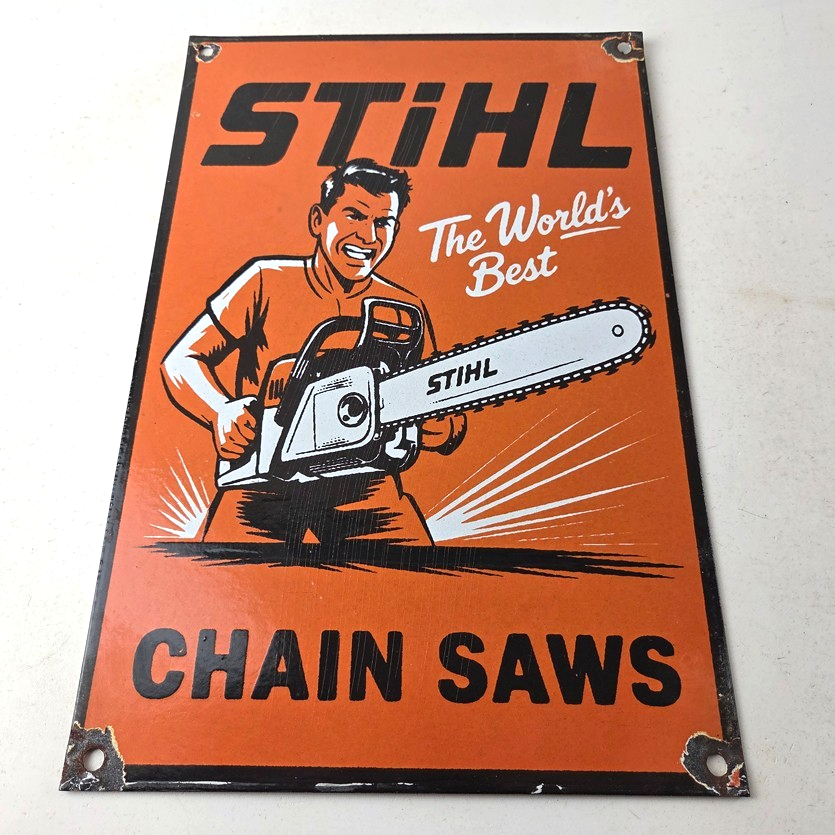 STiHL
The World's
Best
STIHL
CHAIN SAWS